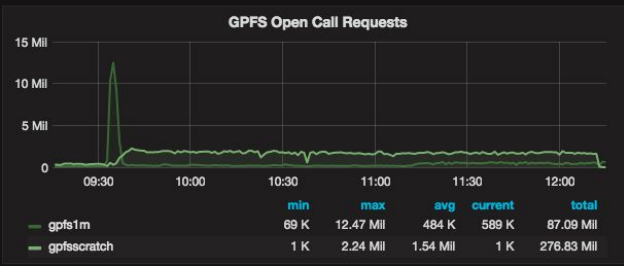 GPFS Open Call Requests
15 Mil
10 Mil
5 Mil
0
09:30 10:00 10:30 11:00 11:30 12:00
min max avg current total
gpfs1m 69 K 12.47 Mil 484 K 589 K 87.09 Mil
gpfsscratch 1 K 2.24 Mil 1.54 Mil 1 K 276.83 Mil